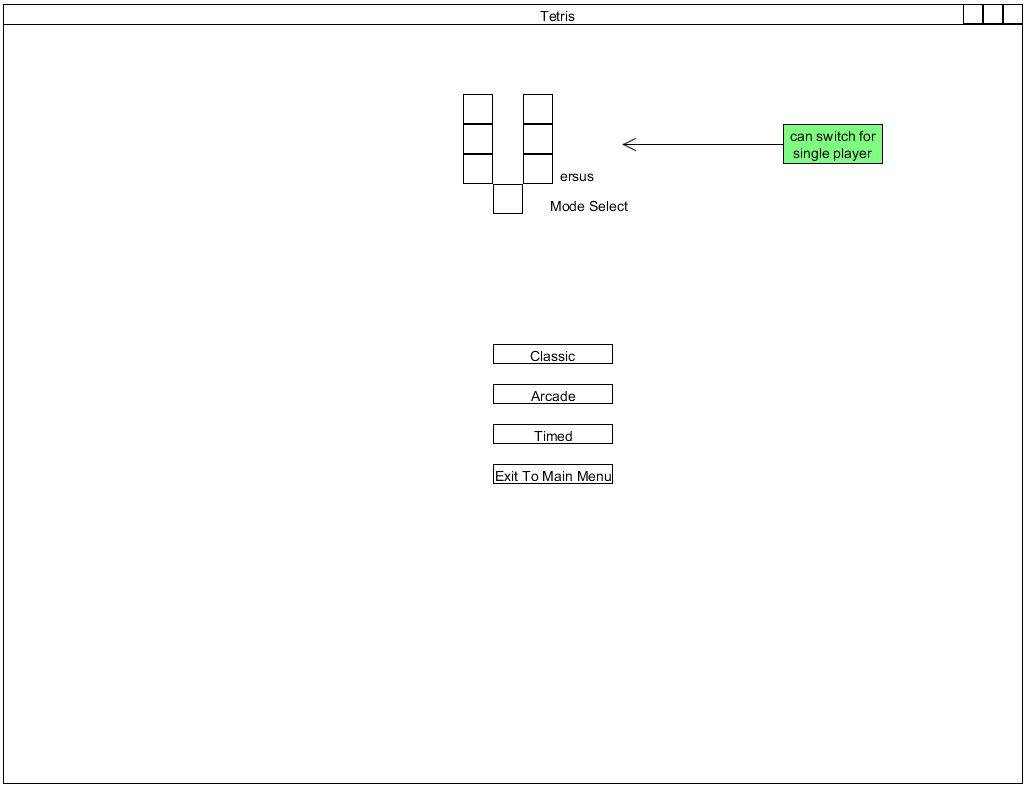 Tetris
can switch for
single player
ersus
Mode Select
Classic
Arcade
Timed
Exit To Main Menu